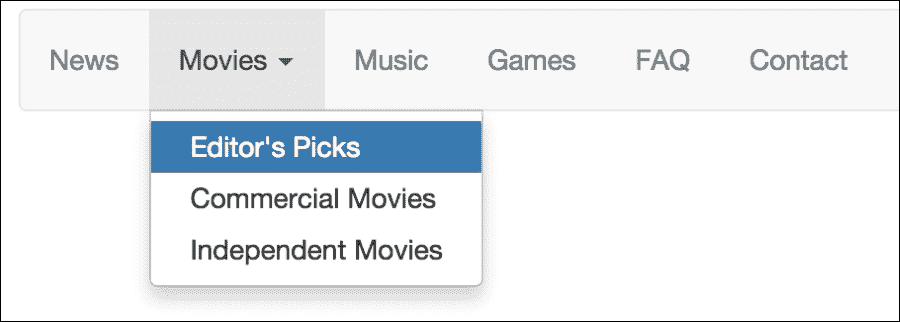 News Movies Music Games FAQ Contact
Editor's Picks
Commercial Movies
Independent Movies